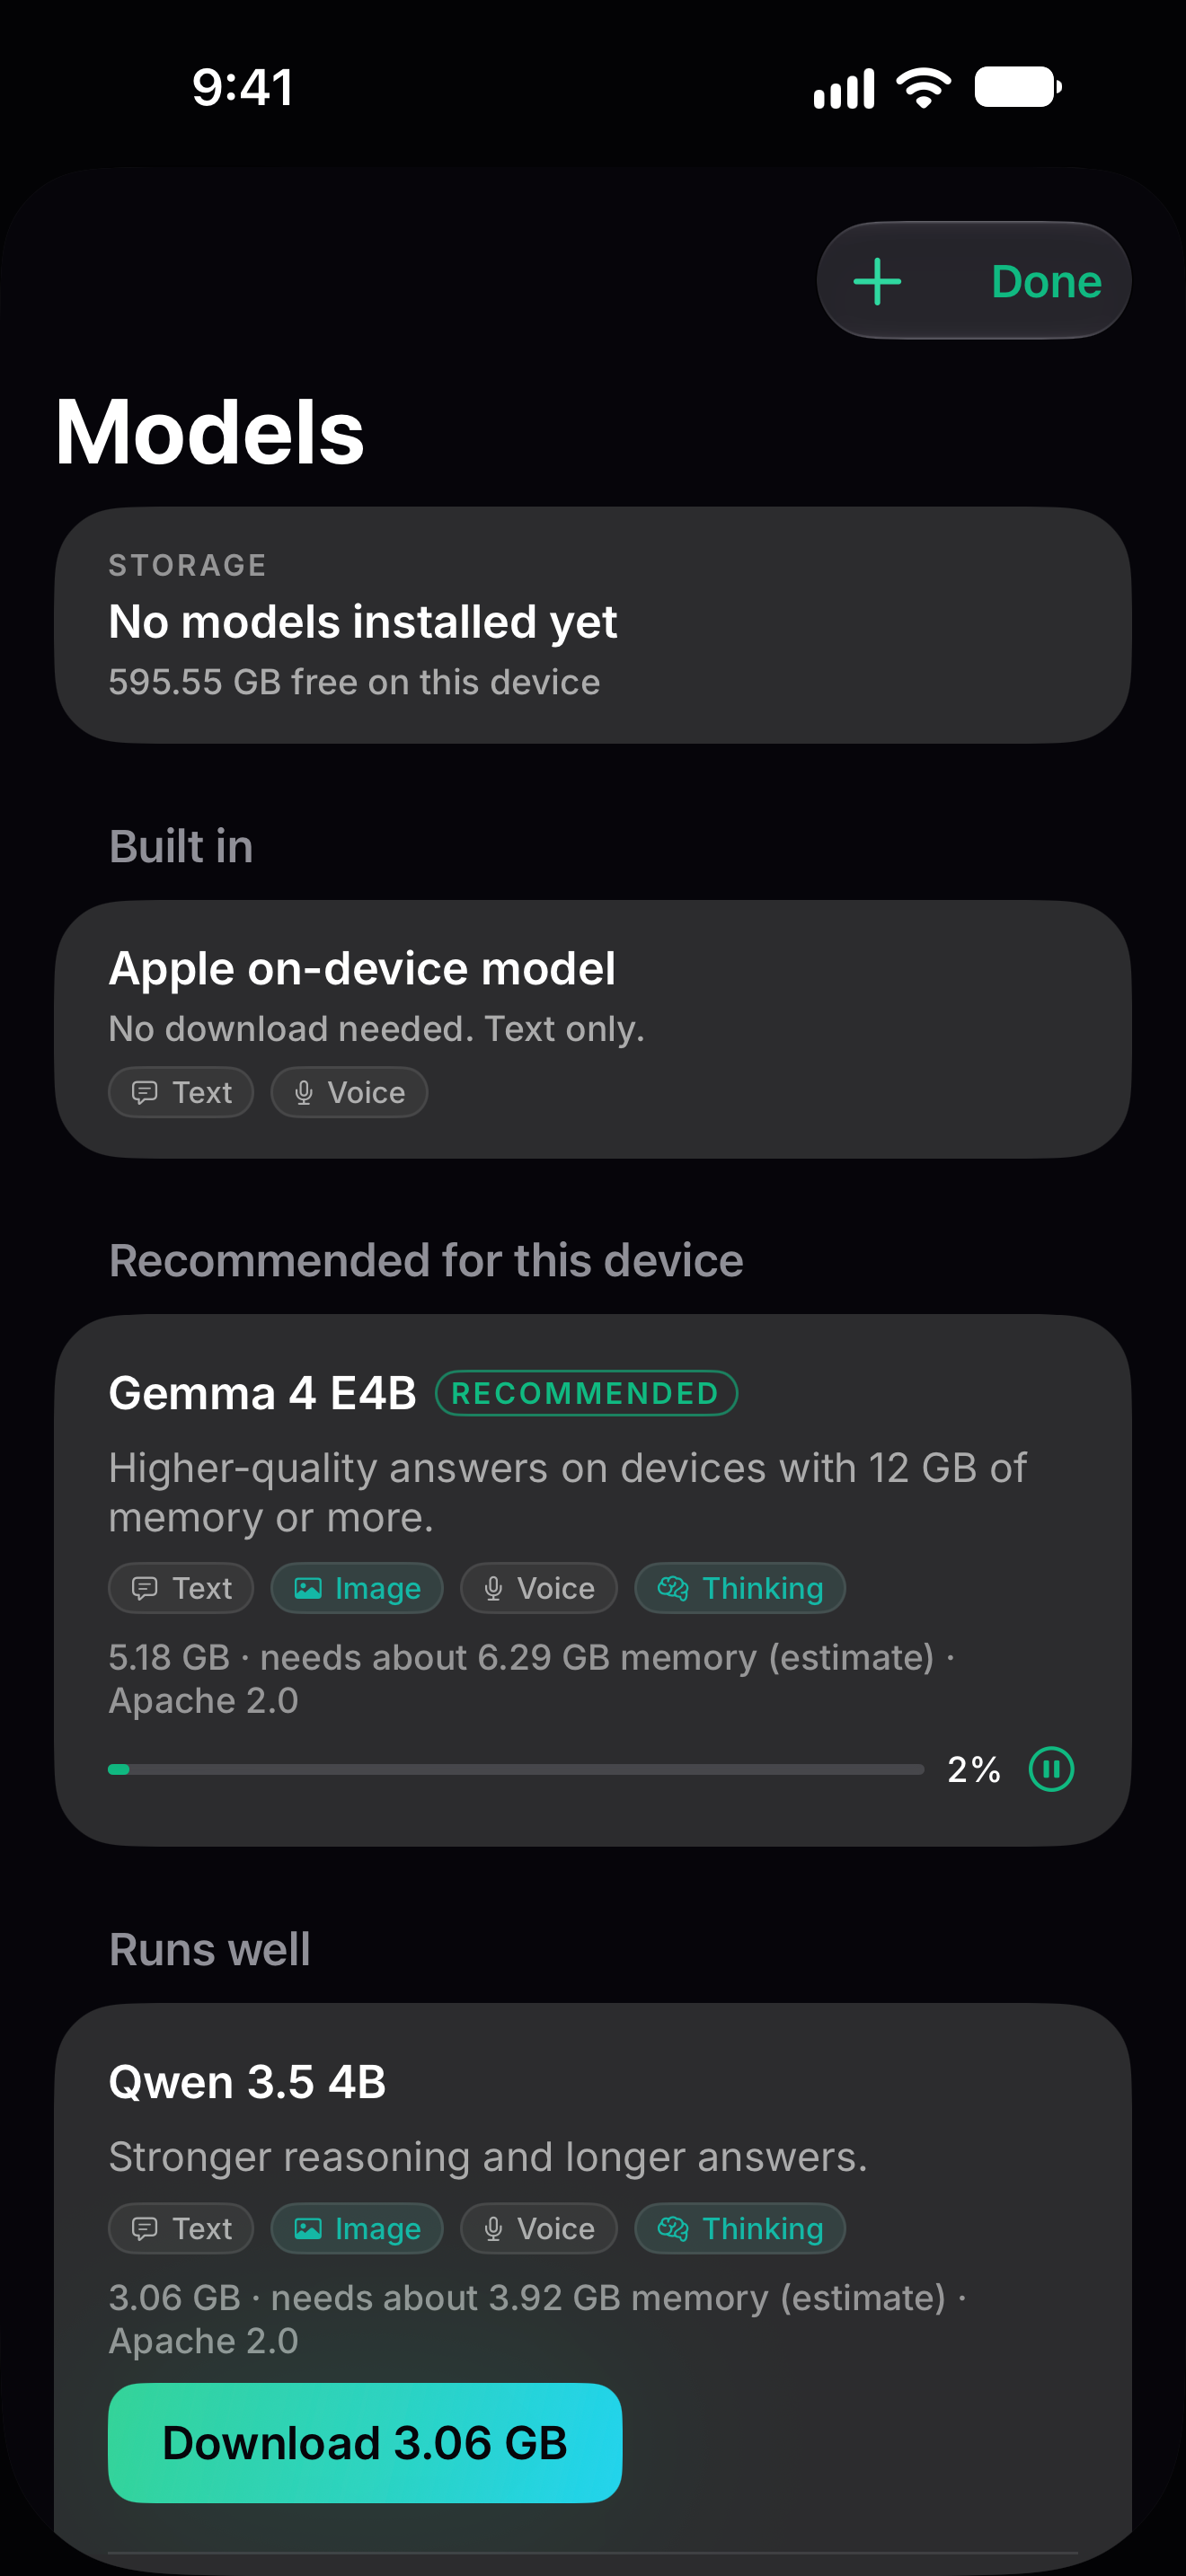 9:41
Done
Models
STORAGE
No models installed yet
595.55 GB free on this device
Built in
Apple on-device model
No download needed. Text only.
Text Voice
Recommended for this device
Gemma 4 E4B RECOMMENDED
Higher-quality answers on devices with 12 GB of
memory or more.
Text Image Voice Thinking
5.18 GB · needs about 6.29 GB memory (estimate) ·
Apache 2.0
2%
Runs well
Qwen 3.5 4B
Stronger reasoning and longer answers.
Text Image Voice Thinking
3.06 GB · needs about 3.92 GB memory (estimate) ·
Apache 2.0
Download 3.06 GB